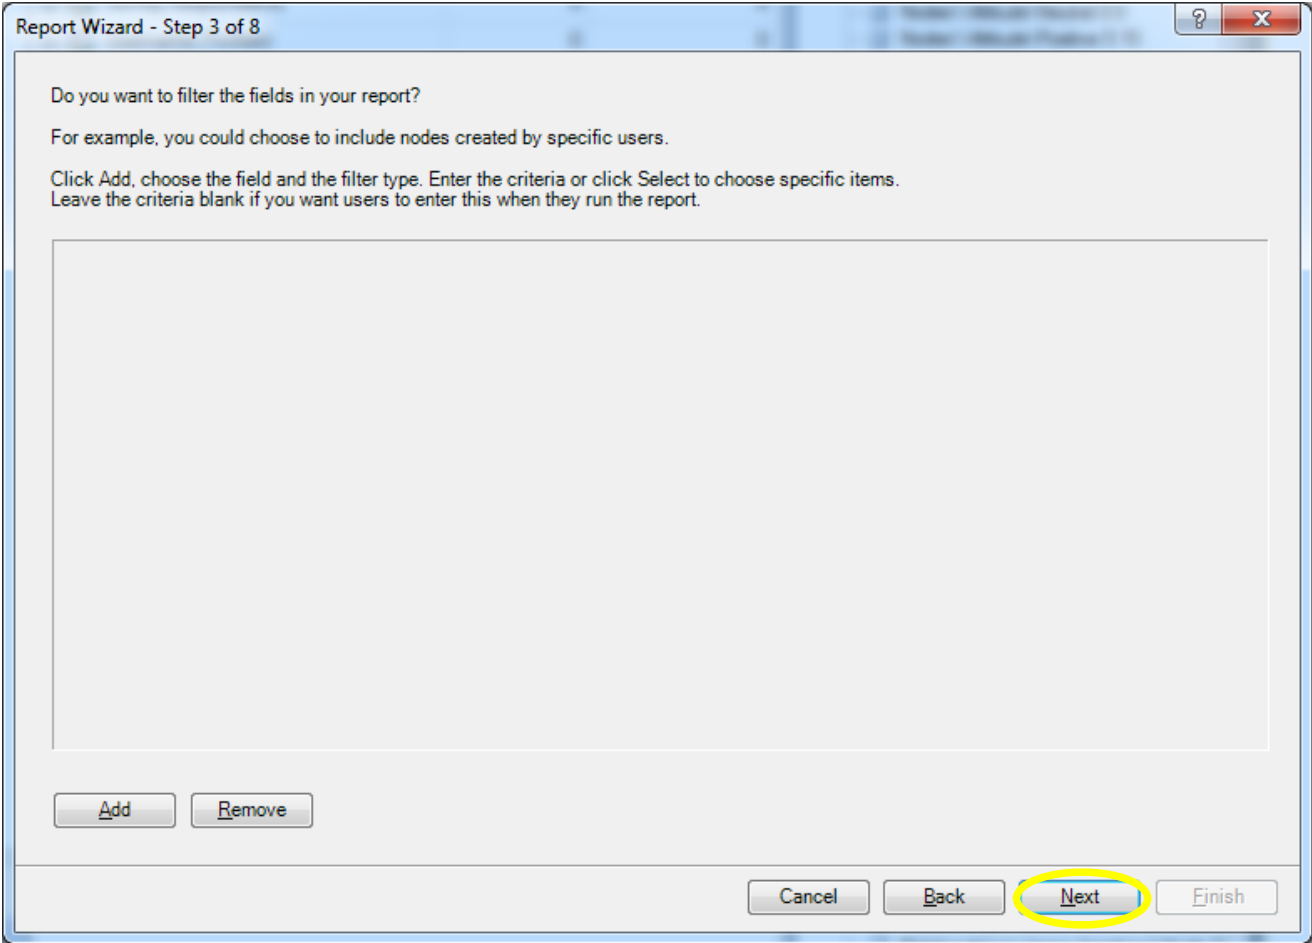 Report Wizard - Step 3 of 8
?
X
Do you want to filter the fields in your report?
For example, you could choose to include nodes created by specific users.
Click Add, choose the field and the filter type. Enter the criteria or click Select to choose specific items.
Leave the criteria blank if you want users to enter this when they run the report.
Add Remove
Cancel Back Next Finish